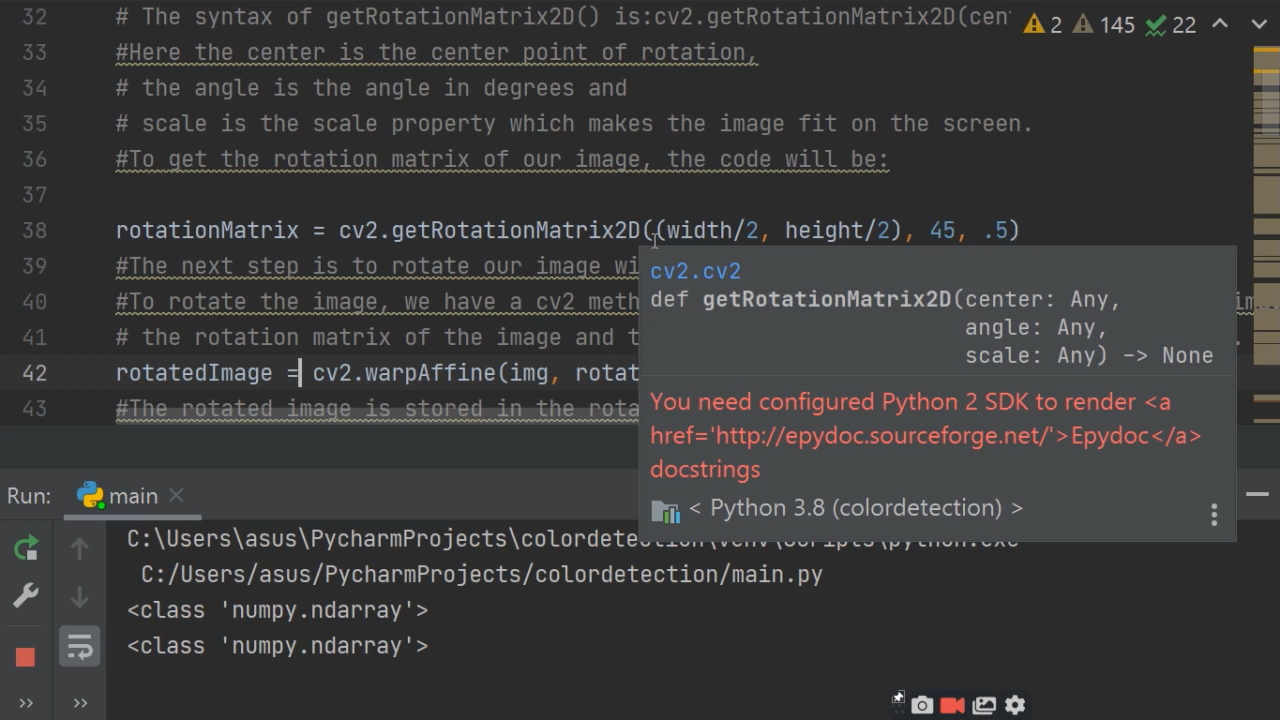 32 # The syntax of getRotationMatrix2D() is:cv2.getRotationMatrix2D(cen
2 145 22
33 #Here the center is the center point of rotation,
34 # the angle is the angle in degrees and
35 # scale is the scale property which makes the image fit on the screen.
36 #To get the rotation matrix of our image, the code will be:
37
38 rotationMatrix = cv2.getRotationMatrix2D((width/2, height/2), 45, .5)
39 #The next step is to rotate our image wi
40 #To rotate the image, we have a cv2 meth
41 # the rotation matrix of the image and t
42 rotatedImage = cv2.warpAffine(img, rotat
43 #The rotated image is stored in the rota
cv2.cv2
def getRotationMatrix2D(center: Any,
angle: Any,
scale: Any) -> None
You need configured Python 2 SDK to render <a
href='http://epydoc.sourceforge.net/'>Epydoc</a>
docstrings
< Python 3.8 (colordetection) >
Run: main
C:\Users\asus\PycharmProjects\colordetection\venv\Scripts\python.exe
C:/Users/asus/PycharmProjects/colordetection/main.py
<class 'numpy.ndarray'>
<class 'numpy.ndarray'>